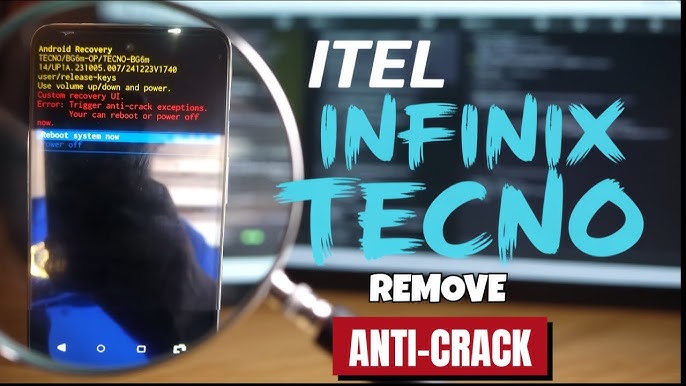 Android Recovery
TECNO/BG6m-OP/TECNO-BG6m
14/UP1A.231005.007/241223V1740
user/release-keys
Use volume up/down and power.
Custom recovery UI.
Error: Trigger anti-crack exceptions.
Your can reboot or power off
now.
Reboot system now
Power off
ITEL
INFINIX
TECNO
REMOVE
ANTI-CRACK